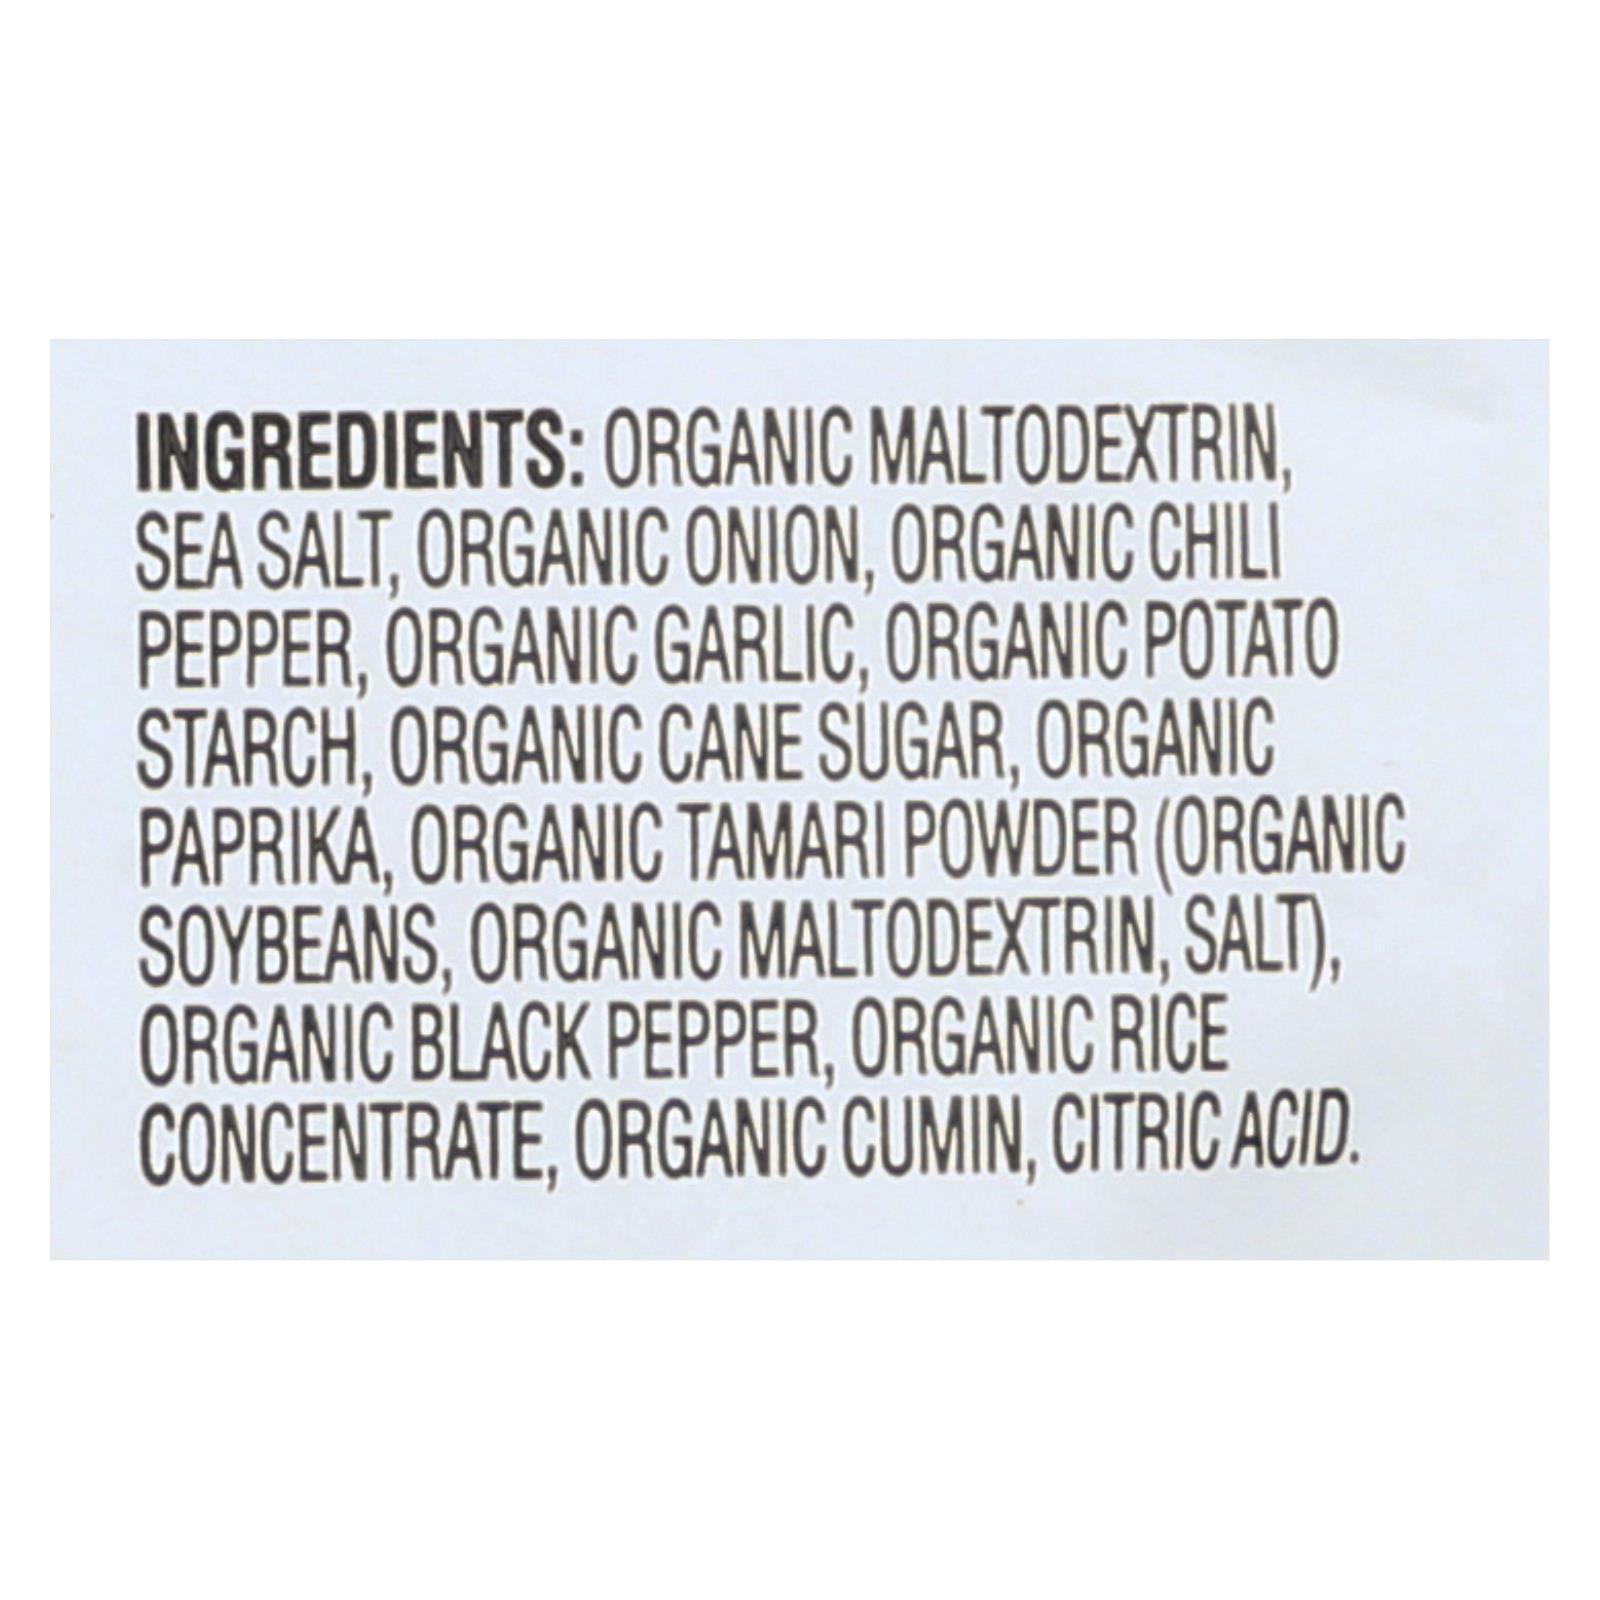 INGREDIENTS: ORGANIC MALTODEXTRIN,
SEA SALT, ORGANIC ONION, ORGANIC CHILI
PEPPER, ORGANIC GARLIC, ORGANIC POTATO
STARCH, ORGANIC CANE SUGAR, ORGANIC
PAPRIKA, ORGANIC TAMARI POWDER (ORGANIC
SOYBEANS, ORGANIC MALTODEXTRIN, SALT),
ORGANIC BLACK PEPPER, ORGANIC RICE
CONCENTRATE, ORGANIC CUMIN, CITRIC ACID.